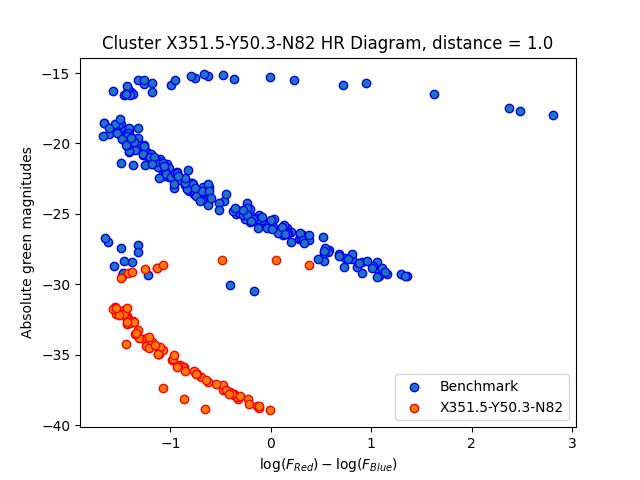 Cluster X351.5-Y50.3-N82 HR Diagram, distance = 1.0
Absolute green magnitudes
−15
−20
−25
−30
−35
−40
−1
0
1
2
3
log(F_Red) − log(F_Blue)
Benchmark
X351.5-Y50.3-N82